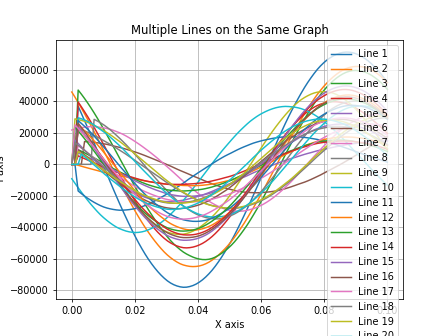 Multiple Lines on the Same Graph
60000
40000
20000
0
−20000
−40000
−60000
−80000
0.00
0.02
0.04
0.06
X axis
axis
Line 1
Line 2
Line 3
Line 4
Line 5
Line 6
Line 7
Line 8
Line 9
Line 10
Line 11
Line 12
Line 13
Line 14
Line 15
Line 16
Line 17
Line 18
Line 19
Line 20